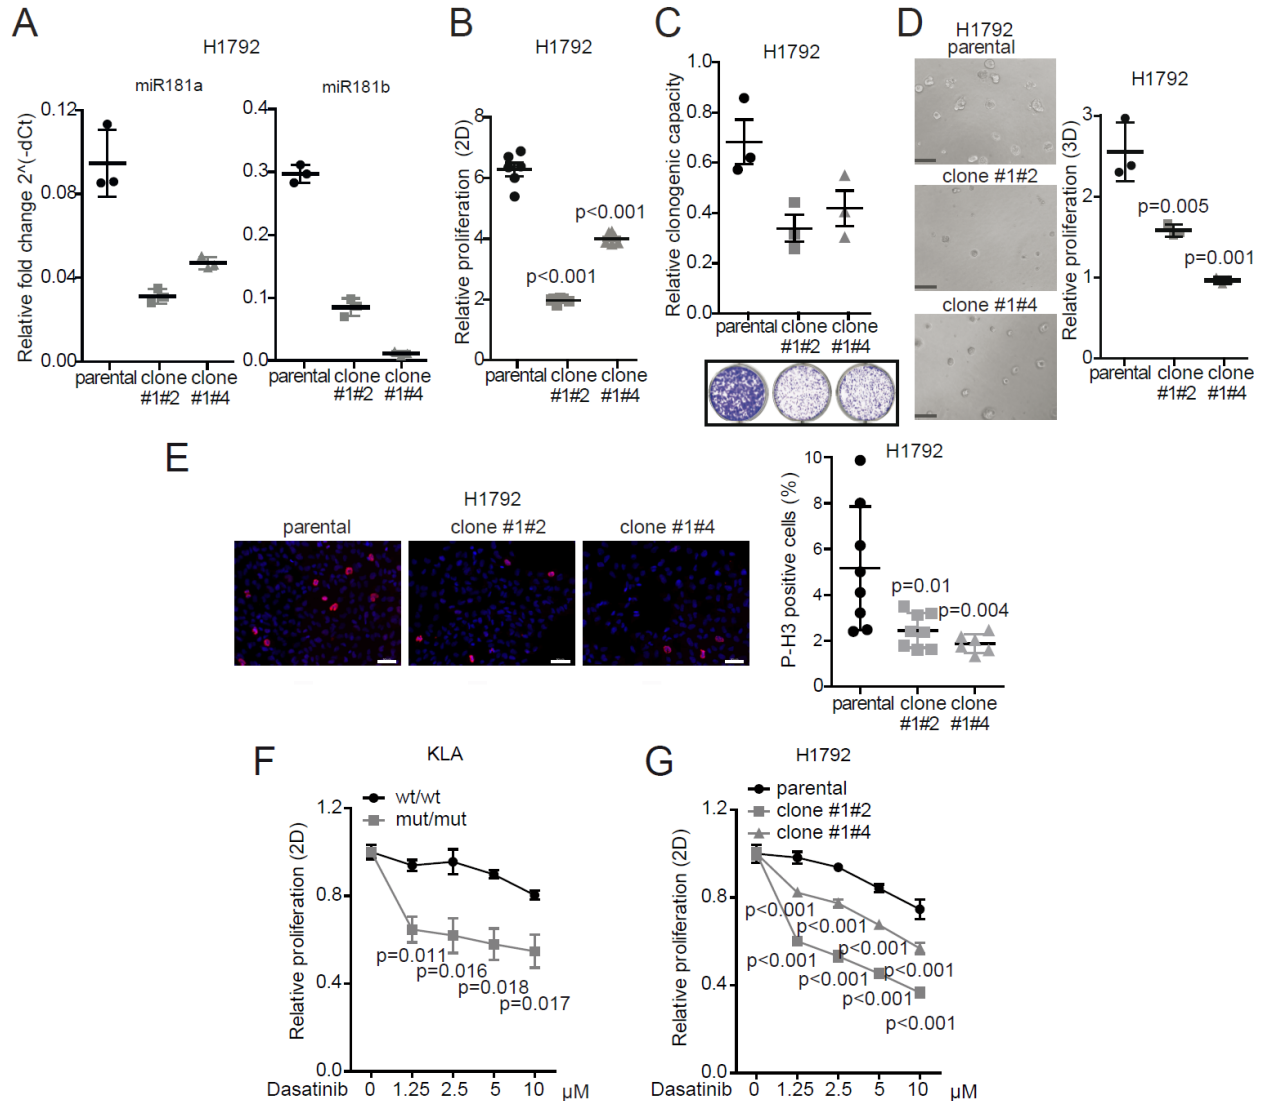 A
H1792
miR181a
miR181b
Relative fold change 2^(-dCt)
0.12
0.08
0.04
0.00
parental clone clone
#1#2 #1#4
0.4
0.3
0.2
0.1
0.0
parental clone clone
#1#2 #1#4
B
H1792
Relative proliferation (2D)
8
6
4
2
0
p<0.001
p<0.001
parental clone clone
#1#2 #1#4
C
H1792
Relative clonogenic capacity
1.0
0.8
0.6
0.4
0.2
0.0
parental clone clone
#1#2 #1#4
D
H1792
parental
clone #1#2
clone #1#4
H1792
Relative proliferation (3D)
3
2
1
0
p=0.005
p=0.001
parental clone clone
#1#2 #1#4
E
H1792
parental clone #1#2 clone #1#4
H1792
P-H3 positive cells (%)
10
8
6
4
2
0
p=0.01
p=0.004
parental clone clone
#1#2 #1#4
F
KLA
wt/wt
mut/mut
Relative proliferation (2D)
1.2
0.8
0.4
0.0
p=0.011
p=0.016
p=0.018
p=0.017
Dasatinib 0 1.25 2.5 5 10 µM
G
H1792
parental
clone #1#2
clone #1#4
Relative proliferation (2D)
1.2
0.8
0.4
0.0
p<0.001
p<0.001
p<0.001
p<0.001
p<0.001
p<0.001
p<0.001
p<0.001
Dasatinib 0 1.25 2.5 5 10 µM